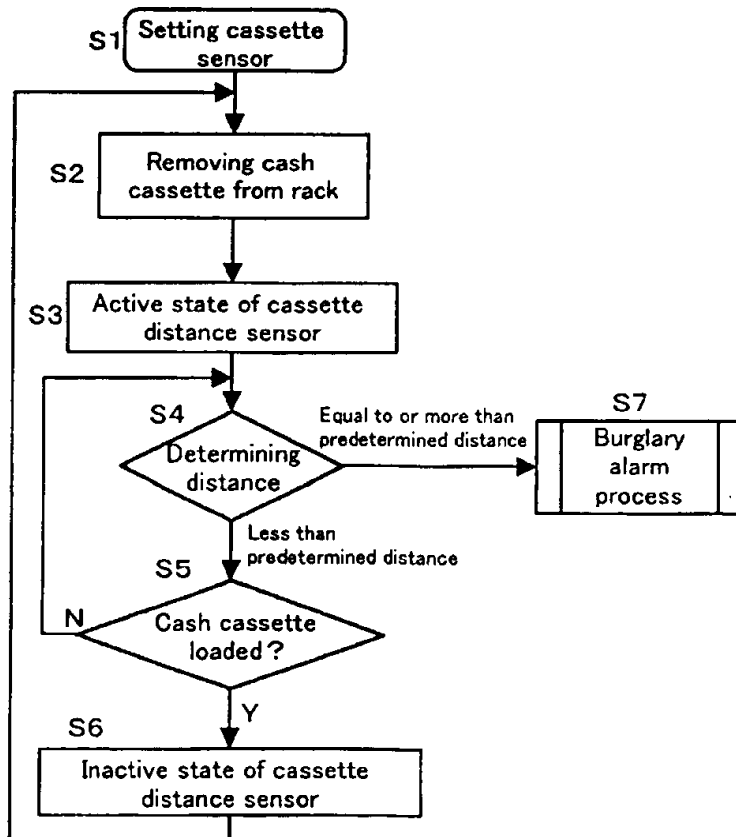 S1
Setting cassette
sensor
S2
Removing cash
cassette from rack
S3
Active state of cassette
distance sensor
S4
Determining
distance
Equal to or more than
predetermined distance
S7
Burglary
alarm
process
Less than
predetermined distance
S5
N
Cash cassette
loaded?
Y
S6
Inactive state of cassette
distance sensor